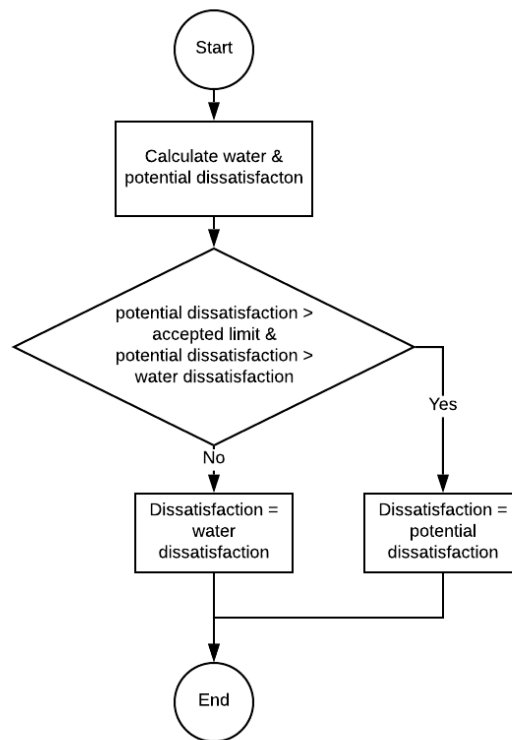 Start
Calculate water &
potential dissatisfacton
potential dissatisfaction >
accepted limit &
potential dissatisfaction >
water dissatisfaction
Yes
No
Dissatisfaction =
water
dissatisfaction
Dissatisfaction =
potential
dissatisfaction
End